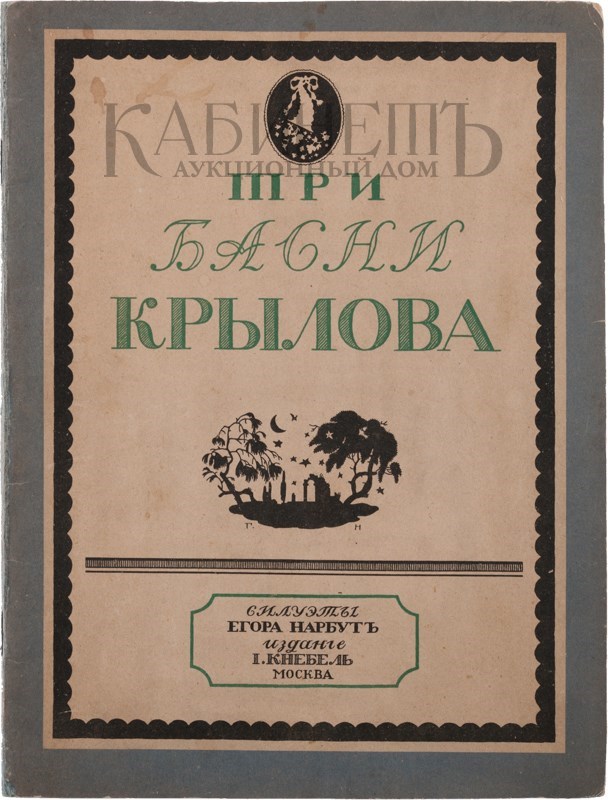 КАБИНЕТЪ
АУКЦИОННЫЙ ДОМ
ТРИ
БАСНИ
КРЫЛОВА
Г. Н
СИЛУЭТЫ
ЕГОРА НАРБУТЪ
изданіе
І. КНЕБЕЛЬ
МОСКВА